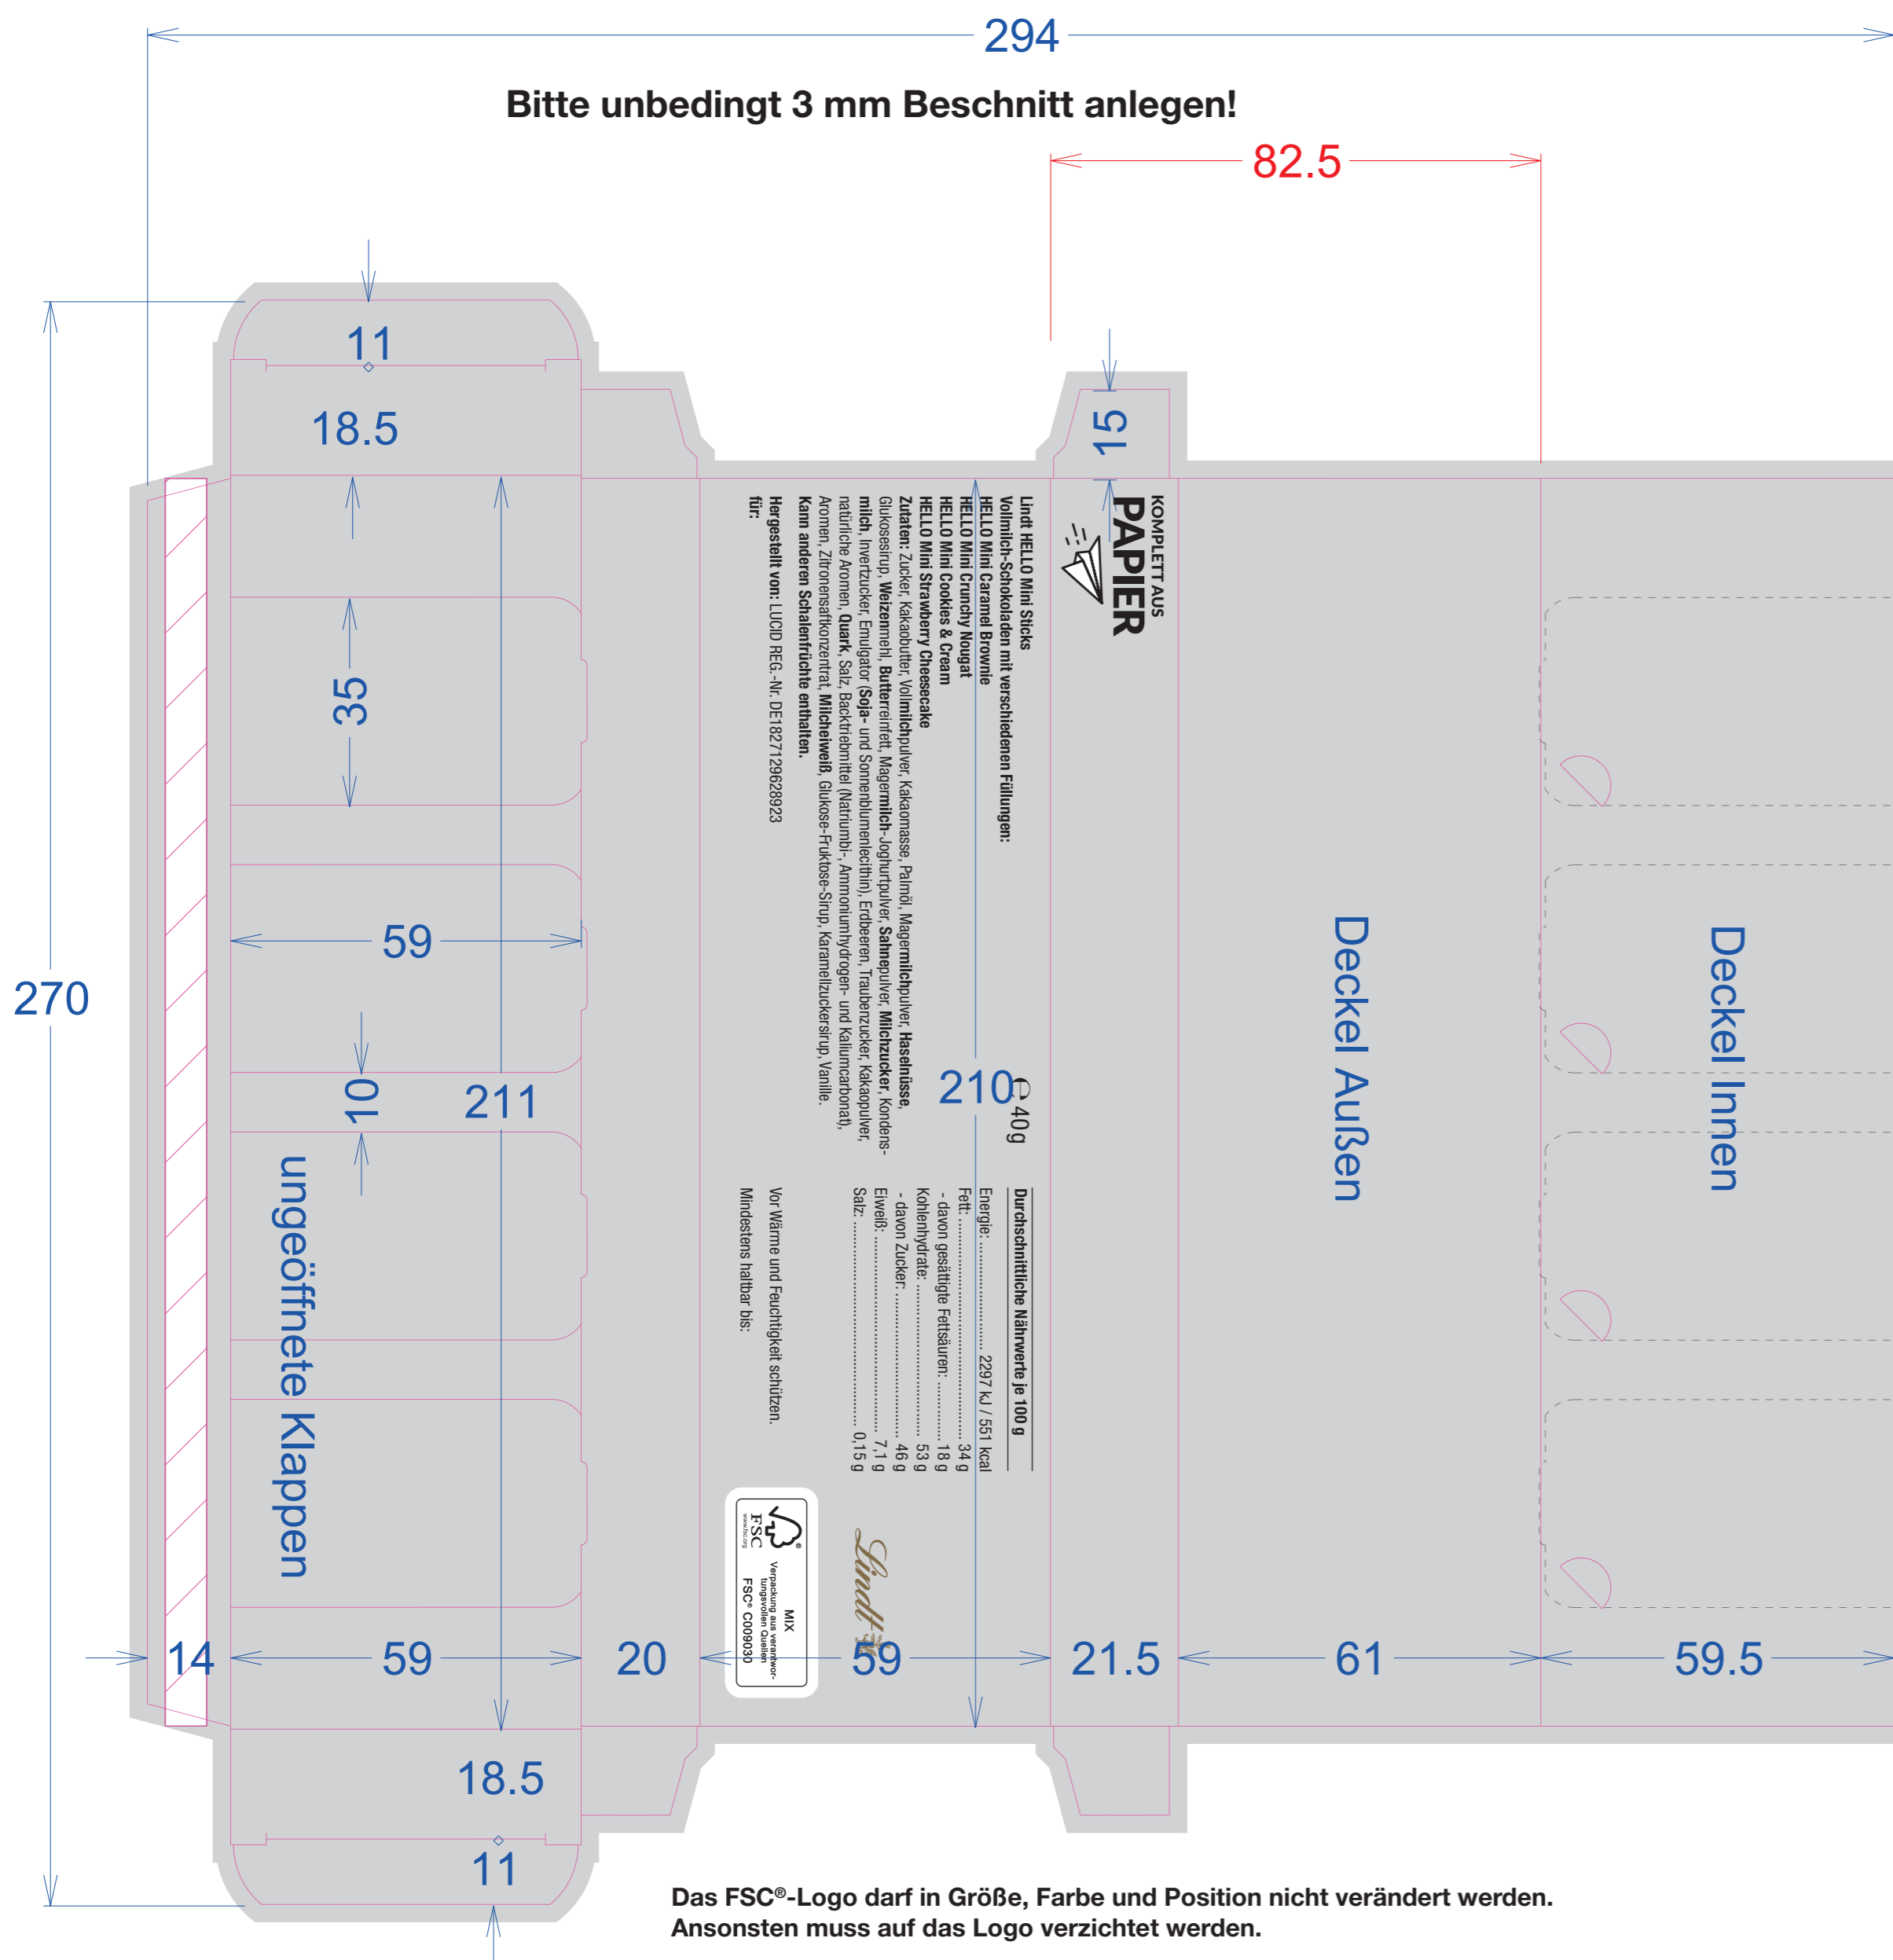 294
Bitte unbedingt 3 mm Beschnitt anlegen!
82.5
11
18.5
15
KOMPLETT AUS
PAPIER
Lindt HELLO Mini Sticks
Vollmilch-Schokoladen mit verschiedenen Füllungen:
HELLO Mini Caramel Brownie
HELLO Mini Crunchy Nougat
HELLO Mini Cookies & Cream
HELLO Mini Strawberry Cheesecake
Zutaten: Zucker, Kakaobutter, Vollmilchpulver, Kakaomasse, Palmöl, Magermilchpulver, Haselnüsse,
Glukosesirup, Weizenmehl, Butterreinfett, Magermilch-Joghurtpulver, Sahnepulver, Milchzucker, Kondens-
milch, Invertzucker, Emulgator (Soja- und Sonnenblumenlecithin), Erdbeeren, Traubenzucker, Kakaopulver,
natürliche Aromen, Quark, Salz, Backtriebmittel (Natriumbi-, Ammoniumhydrogen- und Kaliumcarbonat),
Aromen, Zitronensaftkonzentrat, Milcheiweiß, Glukose-Fruktose-Sirup, Karamellzuckersirup, Vanille.
Kann anderen Schalenfrüchte enthalten.
Hergestellt von: LUCID REG.-Nr. DE1827129628923
für:
35
59
270
10
211
210
℮ 40g
Deckel Außen
Deckel Innen
ungeöffnete Klappen
Durchschnittliche Nährwerte je 100 g
Energie: ........................ 2297 kJ / 551 kcal
Fett: ........................ 34 g
- davon gesättigte Fettsäuren: ............ 18 g
Kohlenhydrate: ........................ 53 g
- davon Zucker: ........................ 46 g
Eiweiß: ........................ 7,1 g
Salz: ........................ 0,15 g
Vor Wärme und Feuchtigkeit schützen.
Mindestens haltbar bis:
Lindt
FSC
www.fsc.org
MIX
Verpackung aus verantwor-
tungsvollen Quellen
FSC® C009030
14
59
20
59
21.5
61
59.5
18.5
11
Das FSC®-Logo darf in Größe, Farbe und Position nicht verändert werden.
Ansonsten muss auf das Logo verzichtet werden.